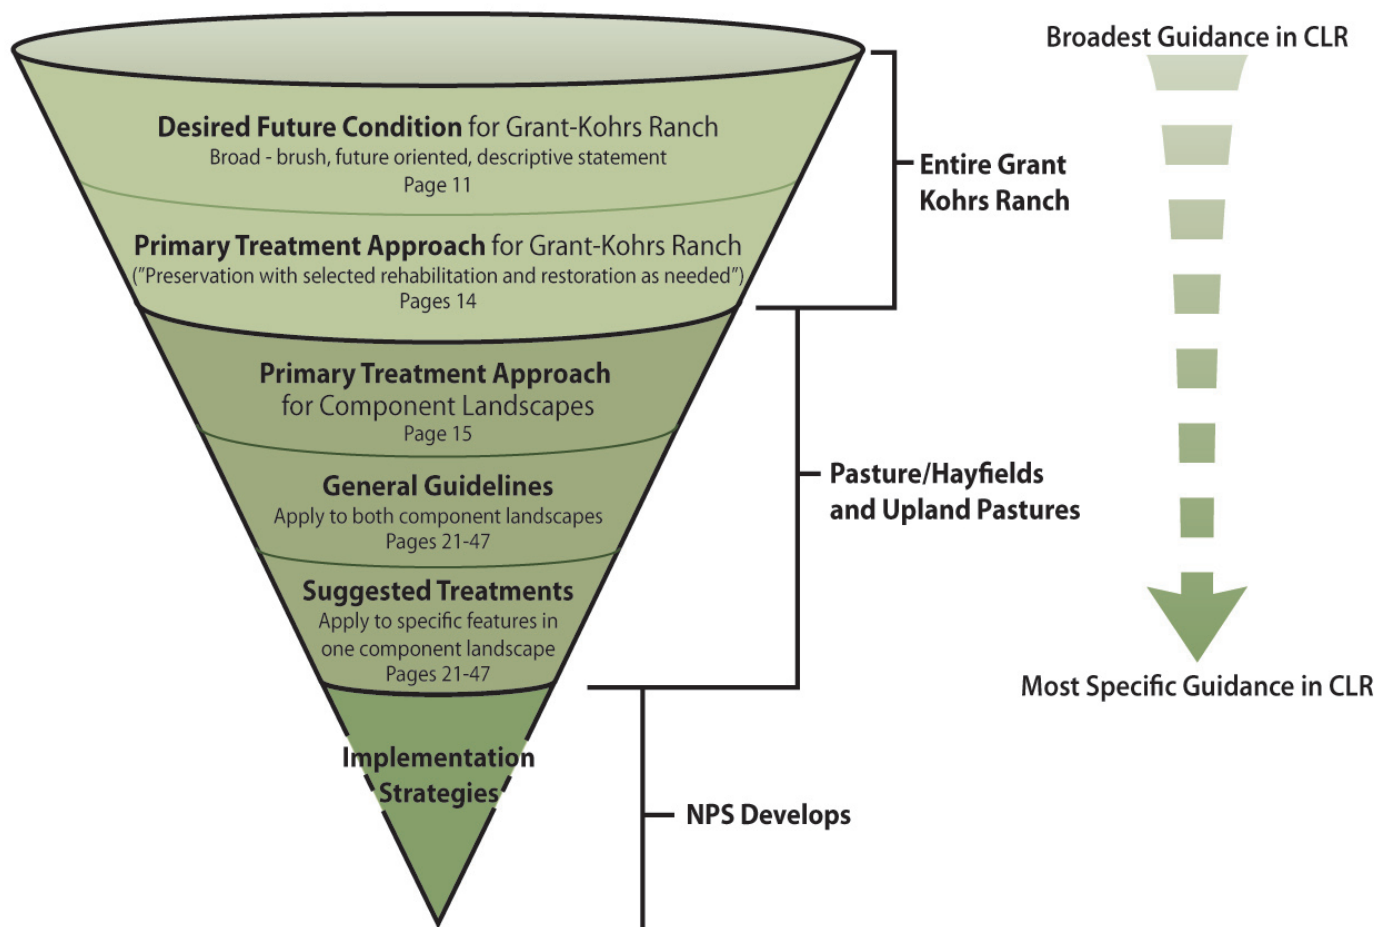 Broadest Guidance in CLR
Desired Future Condition for Grant-Kohrs Ranch
Broad - brush, future oriented, descriptive statement
Page 11
Entire Grant
Kohrs Ranch
Primary Treatment Approach for Grant-Kohrs Ranch
("Preservation with selected rehabilitation and restoration as needed")
Pages 14
Primary Treatment Approach
for Component Landscapes
Page 15
General Guidelines
Apply to both component landscapes
Pages 21-47
Pasture/Hayfields
and Upland Pastures
Suggested Treatments
Apply to specific features in
one component landscape
Pages 21-47
Most Specific Guidance in CLR
Implementation
Strategies
NPS Develops